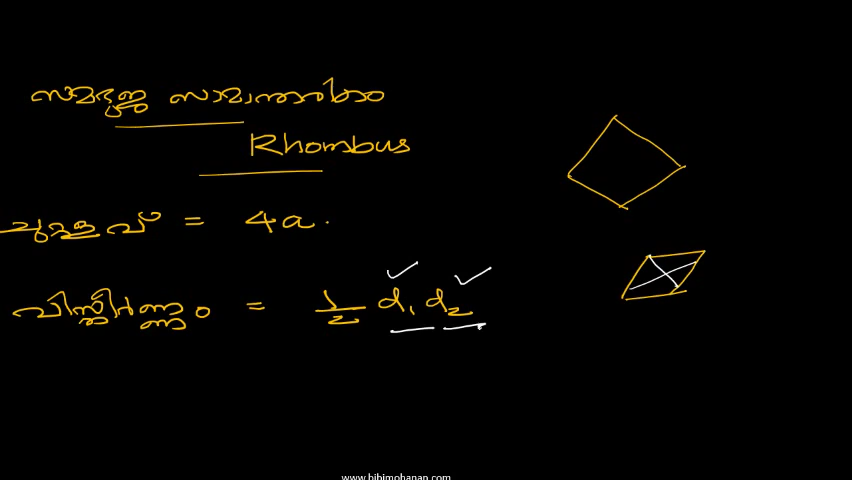 സമഭുജ സാമാന്തരികം
Rhombus
ചുറ്റളവ് = 4a.
വിസ്തീർണ്ണം = 1/2 d₁ d₂
www.bibimohanan.com